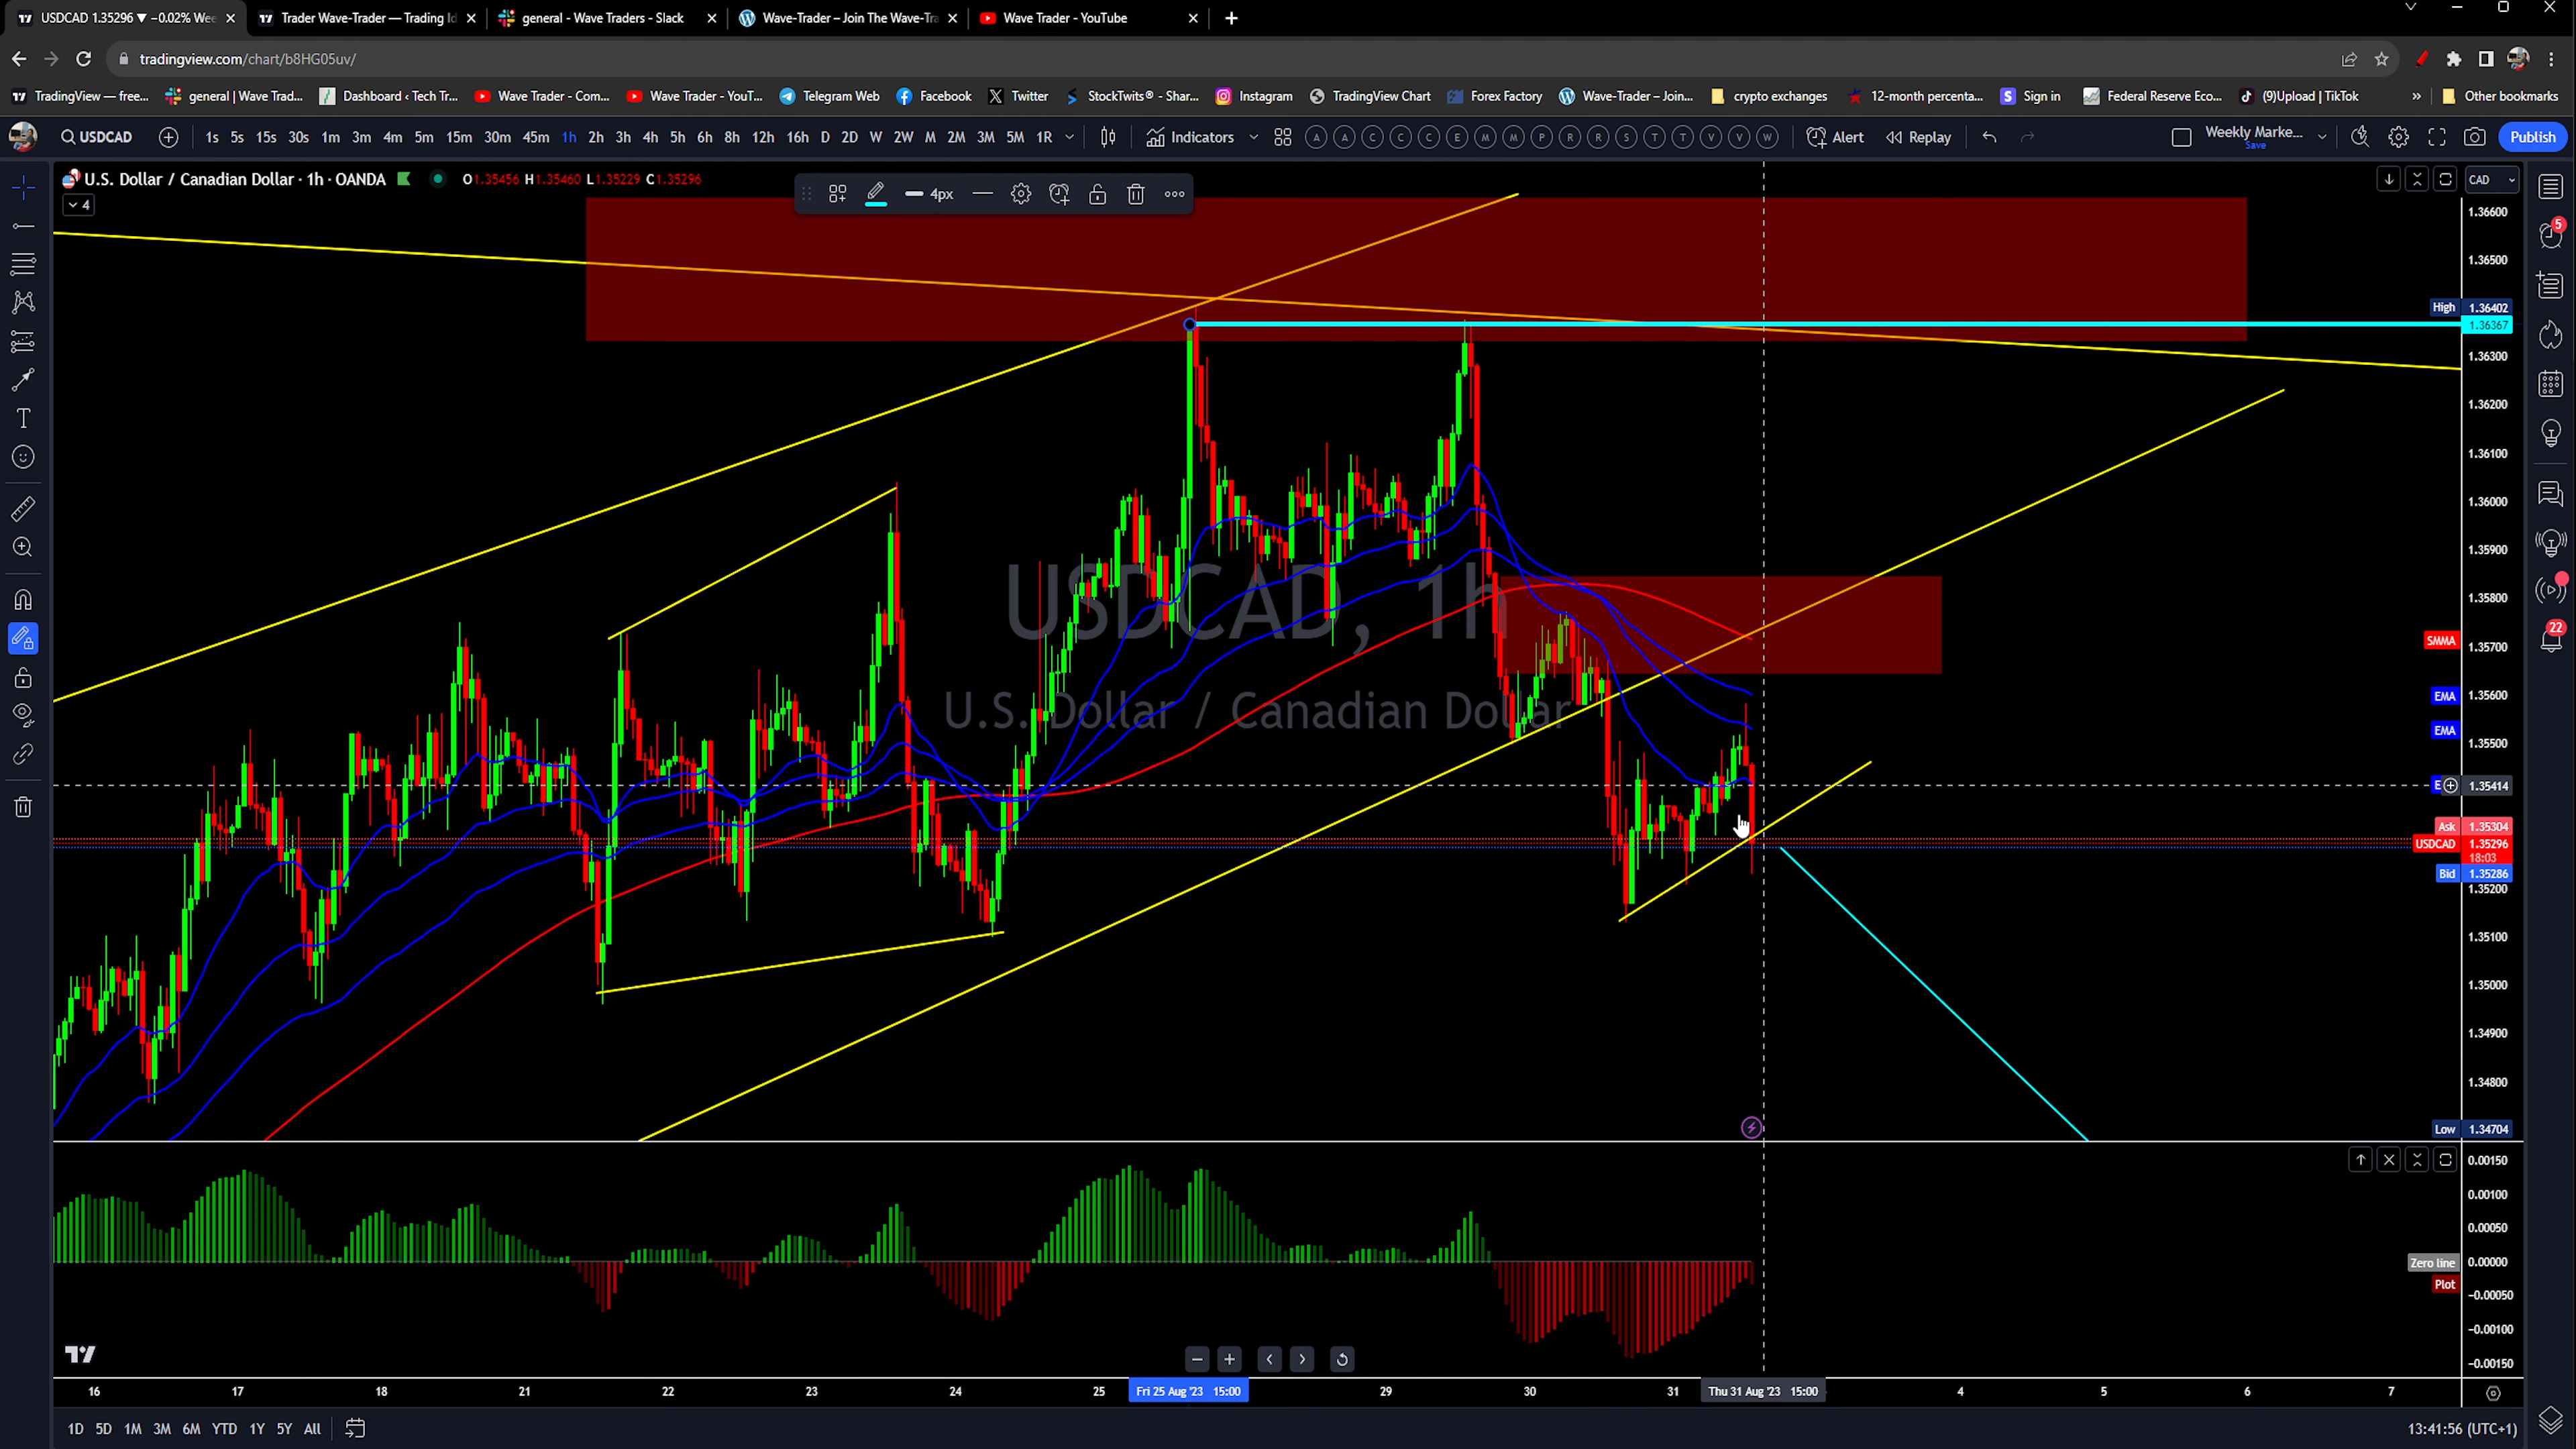 USDCAD 1.35296 ▼ −0.02% Wee
Trader Wave-Trader — Trading Id
general - Wave Traders - Slack
Wave-Trader – Join The Wave-Tra
Wave Trader - YouTube
tradingview.com/chart/b8HG05uv/
TradingView — free...
general | Wave Trad...
Dashboard ‹ Tech Tr...
Wave Trader - Com...
Wave Trader - YouT...
Telegram Web
Facebook
Twitter
StockTwits® - Shar...
Instagram
TradingView Chart
Forex Factory
Wave-Trader – Join...
crypto exchanges
12-month percenta...
Sign in
Federal Reserve Eco...
(9)Upload | TikTok
»
Other bookmarks
USDCAD
1s 5s 15s 30s 1m 3m 4m 5m 15m 30m 45m 1h 2h 3h 4h 5h 6h 8h 12h 16h D 2D W 2W M 2M 3M 5M 1R
Indicators
A A C C C E M M P R R S T T V V W
Alert
Replay
Weekly Marke...
Save
Publish
U.S. Dollar / Canadian Dollar · 1h · OANDA
O1.35456 H1.35460 L1.35229 C1.35296
4
4px
CAD
USDCAD, 1h
U.S. Dollar / Canadian Dollar
1.36600
1.36500
High 1.36402
1.36367
1.36300
1.36200
1.36100
1.36000
1.35900
1.35800
SMMA
1.35700
EMA
1.35600
EMA
1.35500
E
1.35414
Ask 1.35304
USDCAD 1.35296
18:03
Bid 1.35286
1.35200
1.35100
1.35000
1.34900
1.34800
Low 1.34704
0.00150
0.00100
0.00050
Zero line 0.00000
Plot
−0.00050
−0.00100
−0.00150
16 17 18 21 22 23 24 25 Fri 25 Aug '23 15:00 29 30 31 Thu 31 Aug '23 15:00 4 5 6 7
1D 5D 1M 3M 6M YTD 1Y 5Y All
13:41:56 (UTC+1)
5
22